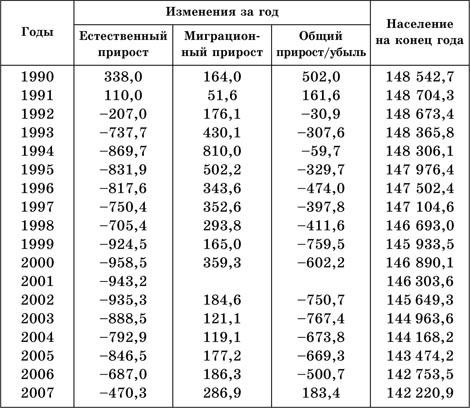 Годы Изменения за год Население на конец года
Естественный прирост Миграцион-ный прирост Общий прирост/убыль
1990 338,0 164,0 502,0 148 542,7
1991 110,0 51,6 161,6 148 704,3
1992 −207,0 176,1 −30,9 148 673,4
1993 −737,7 430,1 −307,6 148 365,8
1994 −869,7 810,0 −59,7 148 306,1
1995 −831,9 502,2 −329,7 147 976,4
1996 −817,6 343,6 −474,0 147 502,4
1997 −750,4 352,6 −397,8 147 104,6
1998 −705,4 293,8 −411,6 146 693,0
1999 −924,5 165,0 −759,5 145 933,5
2000 −958,5 359,3 −602,2 146 890,1
2001 −943,2 146 303,6
2002 −935,3 184,6 −750,7 145 649,3
2003 −888,5 121,1 −767,4 144 963,6
2004 −792,9 119,1 −673,8 144 168,2
2005 −846,5 177,2 −669,3 143 474,2
2006 −687,0 186,3 −500,7 142 753,5
2007 −470,3 286,9 183,4 142 220,9